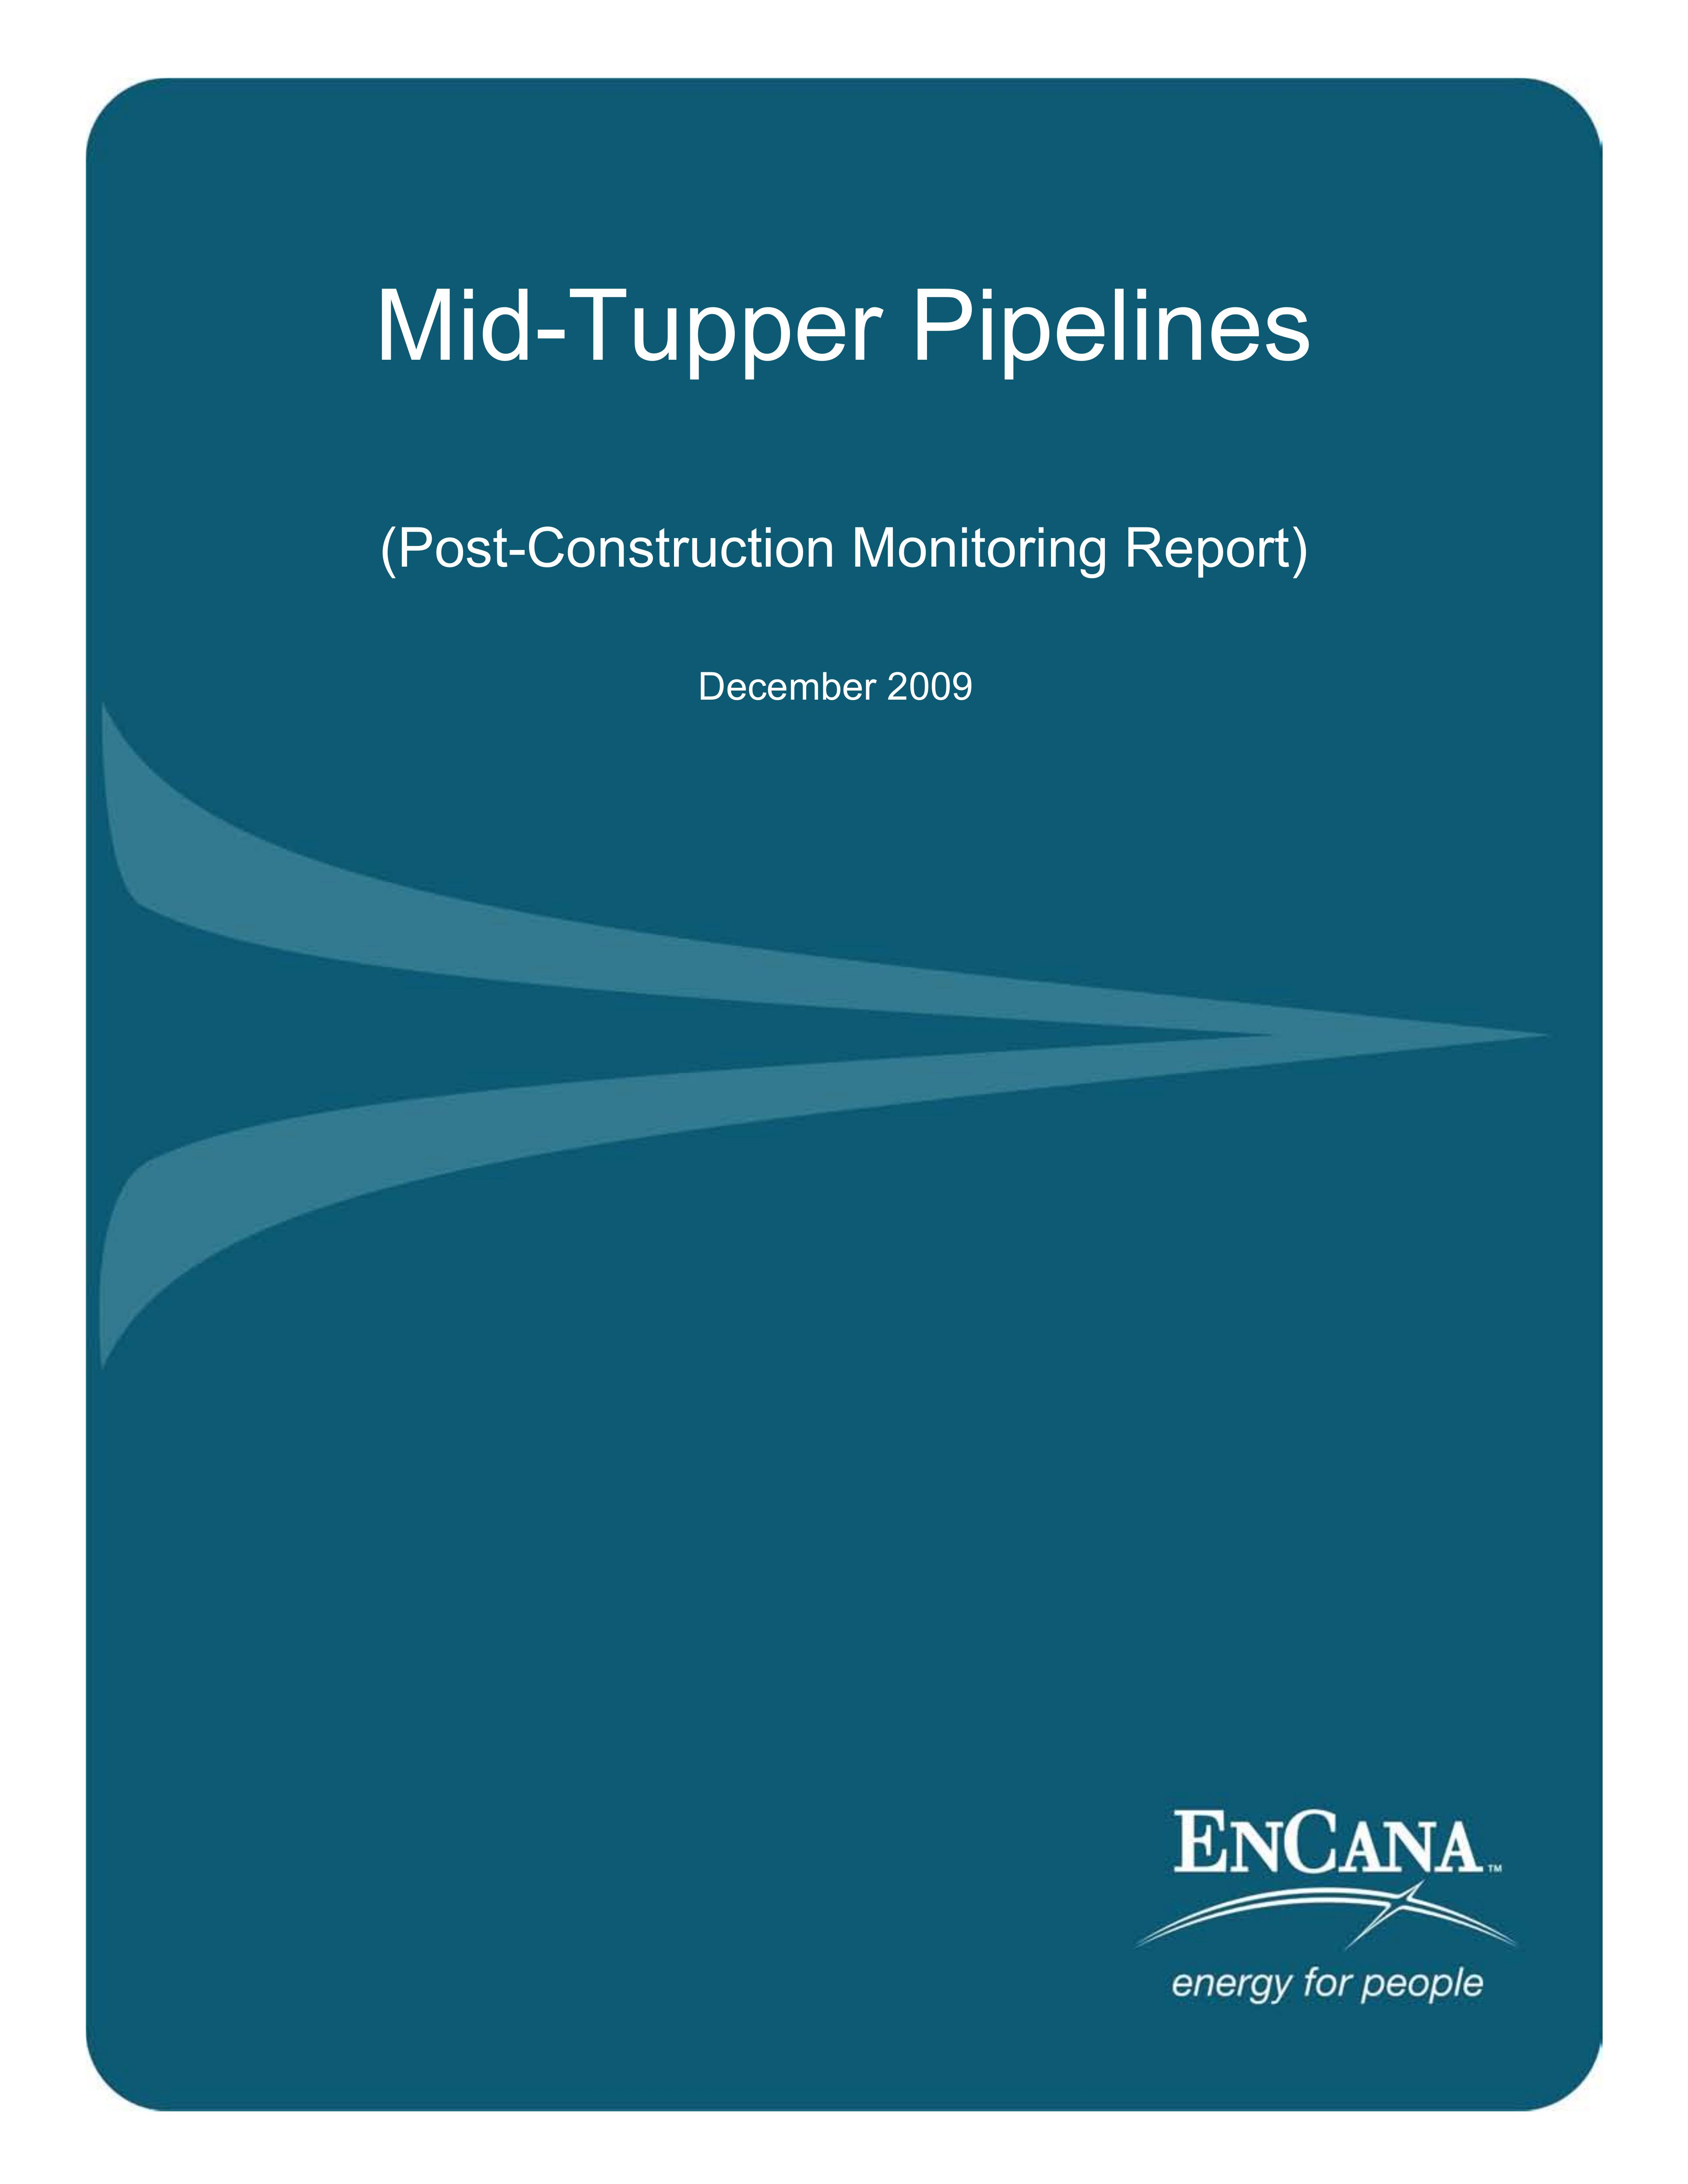 Mid-Tupper Pipelines
(Post-Construction Monitoring Report)
December 2009
ENCANA™
energy for people